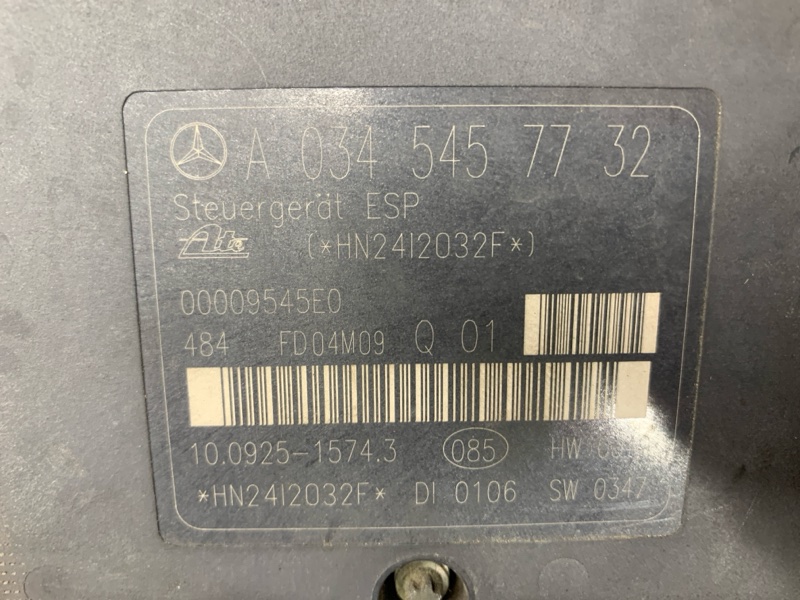 A 034 545 77 32
Steuergerät ESP
Ate (*HN24I2032F*)
00009545E0
484 FD04M09 Q 01
10.0925-1574.3 085 HW
*HN24I2032F* DI 0106 SW 0347